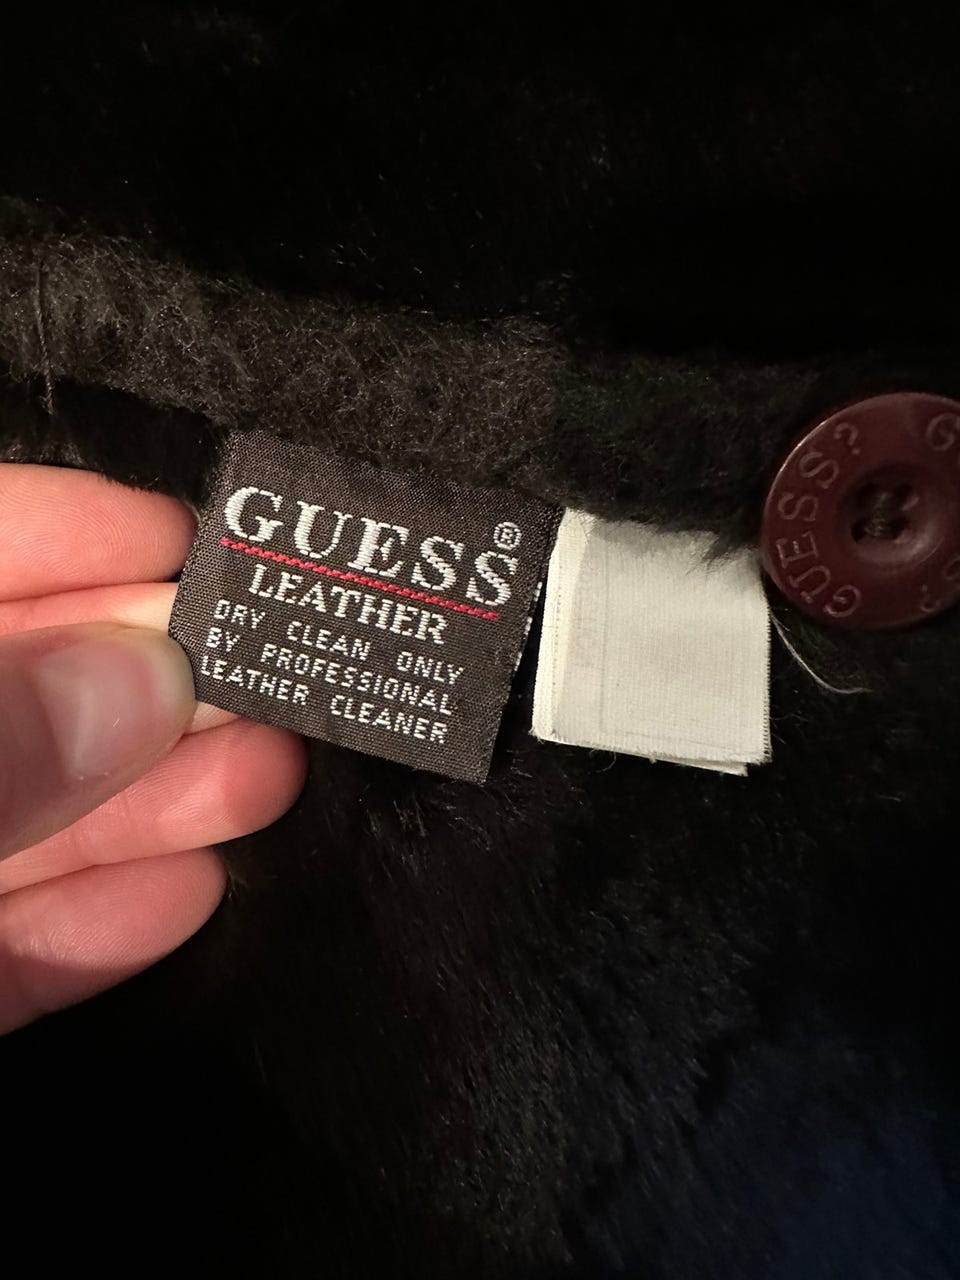 GUESS®
LEATHER
DRY CLEAN ONLY
BY PROFESSIONAL
LEATHER CLEANER
GUESS?